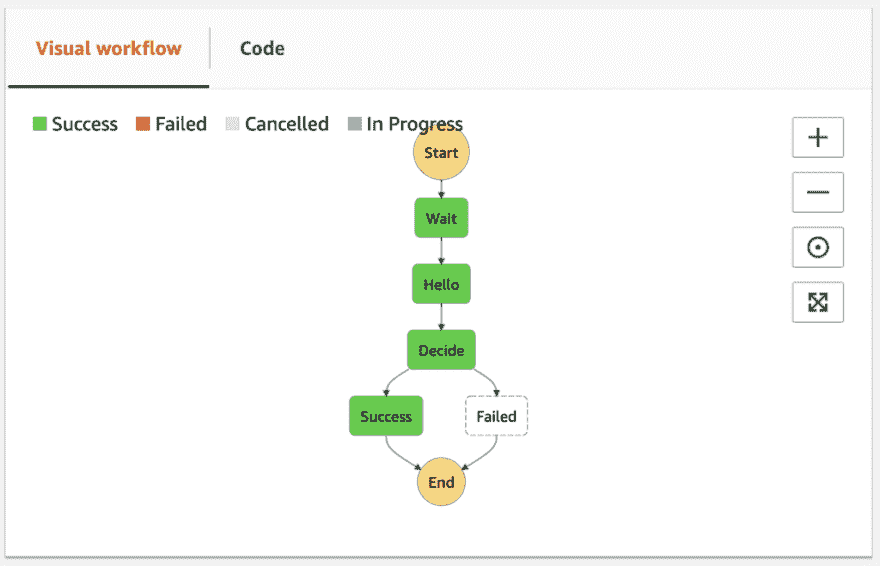 Visual workflow Code
Success Failed Cancelled In Progress
Start
Wait
Hello
Decide
Success Failed
End